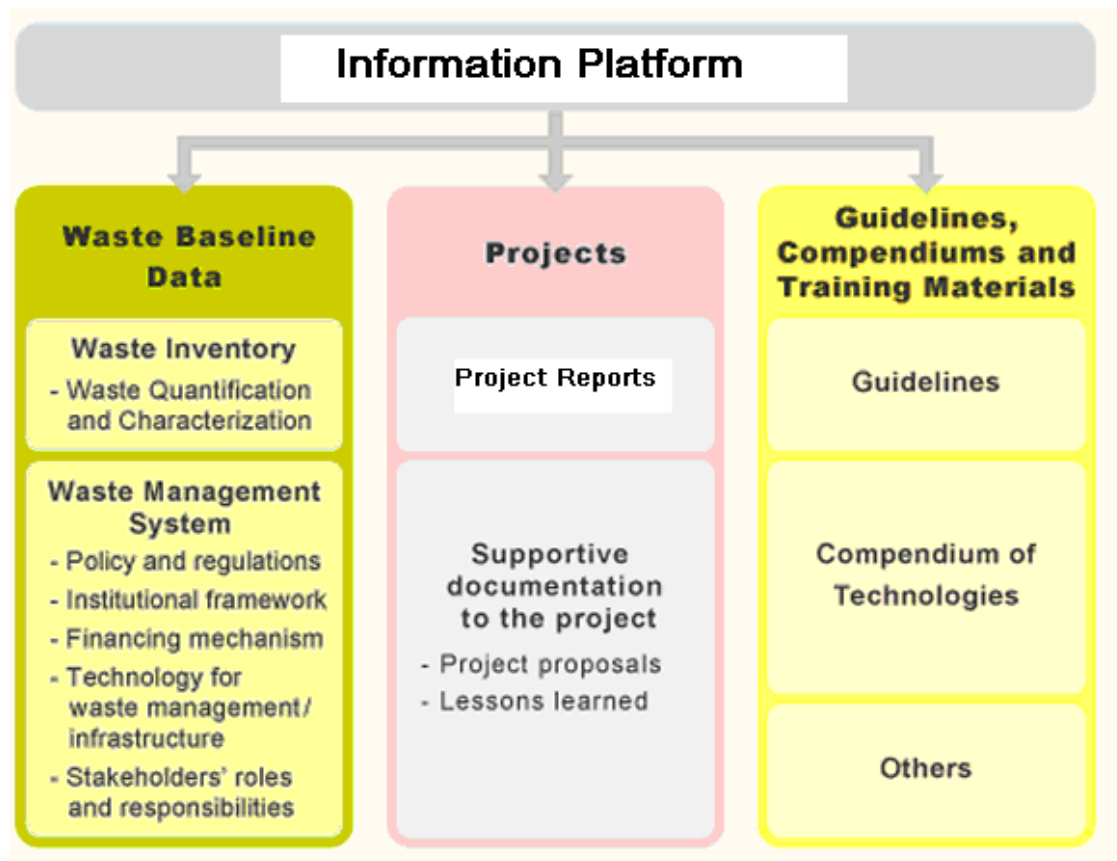 Information Platform
Waste Baseline
Data
Waste Inventory
- Waste Quantification
and Characterization
Waste Management
System
- Policy and regulations
- Institutional framework
- Financing mechanism
- Technology for
waste management/
infrastructure
- Stakeholders' roles
and responsibilities
Projects
Project Reports
Supportive
documentation
to the project
- Project proposals
- Lessons learned
Guidelines,
Compendiums and
Training Materials
Guidelines
Compendium of
Technologies
Others